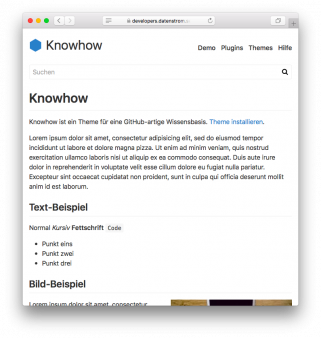 developers.datenstrom.se
Knowhow
Demo Plugins Themes Hilfe
Suchen
Knowhow
Knowhow ist ein Theme für eine GitHub-artige Wissensbasis. Theme installieren.
Lorem ipsum dolor sit amet, consectetur adipisicing elit, sed do eiusmod tempor
incididunt ut labore et dolore magna pizza. Ut enim ad minim veniam, quis nostrud
exercitation ullamco laboris nisi ut aliquip ex ea commodo consequat. Duis aute irure
dolor in reprehenderit in voluptate velit esse cillum dolore eu fugiat nulla pariatur.
Excepteur sint occaecat cupidatat non proident, sunt in culpa qui officia deserunt mollit
anim id est laborum.
Text-Beispiel
Normal Kursiv Fettschrift Code
Punkt eins
Punkt zwei
Punkt drei
Bild-Beispiel
Lorem ipsum dolor sit amet, consectetur